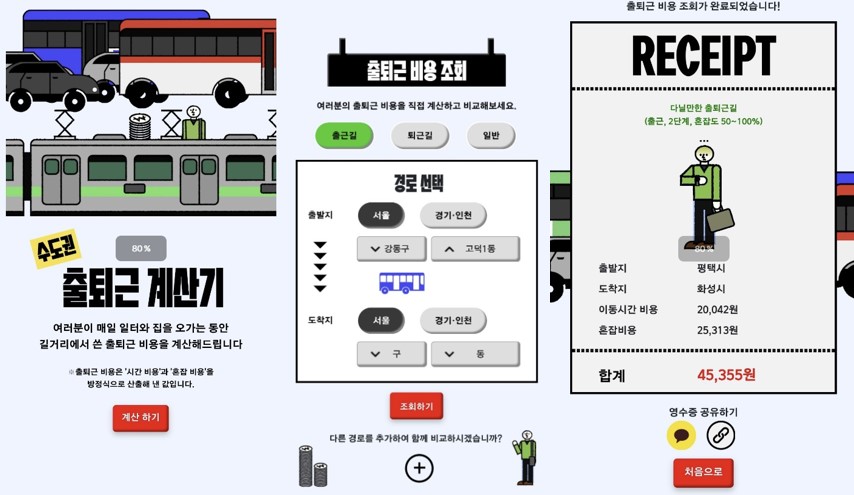 수도권
80%
출퇴근 계산기
여러분이 매일 일터와 집을 오가는 동안
길거리에서 쓴 출퇴근 비용을 계산해드립니다
※출퇴근 비용은 '시간 비용'과 '혼잡 비용'을
방정식으로 산출해 낸 값입니다.
계산 하기
출퇴근 비용 조회
여러분의 출퇴근 비용을 직접 계산하고 비교해보세요.
출근길 퇴근길 일반
경로 선택
출발지 서울 경기·인천
강동구 고덕1동
도착지 서울 경기·인천
구 동
조회하기
다른 경로를 추가하여 함께 비교하시겠습니까?
출퇴근 비용 조회가 완료되었습니다!
RECEIPT
다닐만한 출퇴근길
(출근, 2단계, 혼잡도 50~100%)
80%
출발지 평택시
도착지 화성시
이동시간 비용 20,042원
혼잡비용 25,313원
합계 45,355원
영수증 공유하기
처음으로